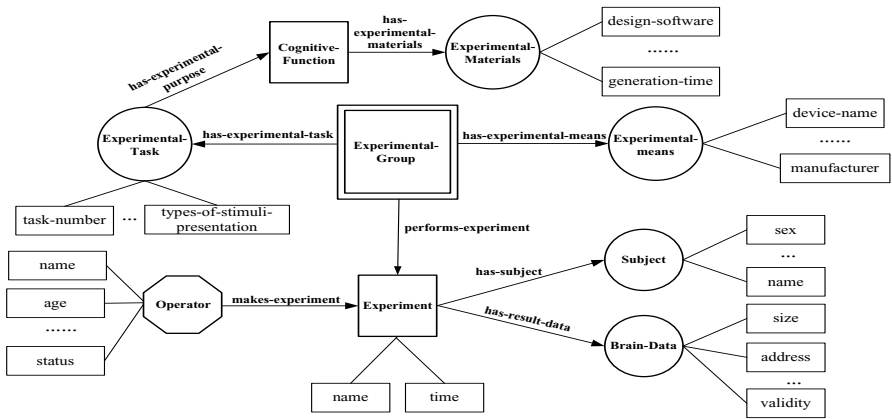 has-
experimental-
materials
design-software
......
generation-time
Cognitive-
Function
Experimental-
Materials
has-experimental-
purpose
Experimental-
Task
has-experimental-task
Experimental-
Group
has-experimental-means
Experimental-
means
device-name
......
manufacturer
task-number
...
types-of-stimuli-
presentation
performs-experiment
name
age
......
status
Operator
makes-experiment
Experiment
has-subject
Subject
sex
...
name
has-result-data
Brain-Data
size
address
...
validity
name
time